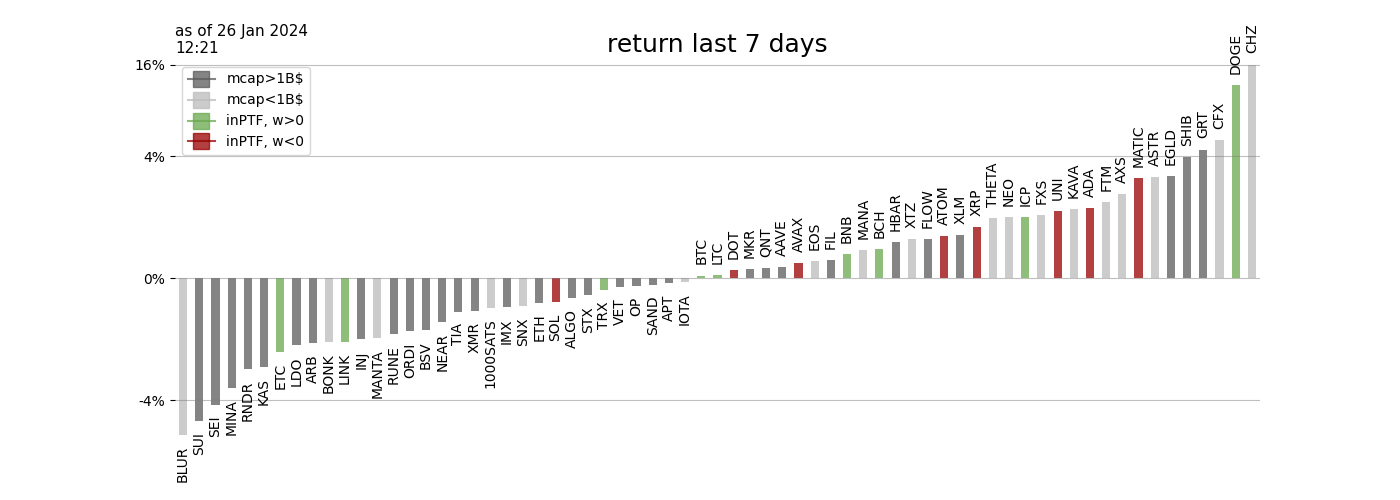 as of 26 Jan 2024
12:21
return last 7 days
16%
4%
0%
-4%
mcap>1B$
mcap<1B$
inPTF, w>0
inPTF, w<0
BLUR
SUI
SEI
MINA
RNDR
KAS
ETC
LDO
ARB
BONK
LINK
INJ
MANTA
RUNE
ORDI
BSV
NEAR
TIA
XMR
1000SATS
IMX
SNX
ETH
SOL
ALGO
STX
TRX
VET
OP
SAND
APT
IOTA
BTC
LTC
DOT
MKR
QNT
AAVE
AVAX
EOS
FIL
BNB
MANA
BCH
HBAR
XTZ
FLOW
ATOM
XLM
XRP
THETA
NEO
ICP
FXS
UNI
KAVA
ADA
FTM
AXS
MATIC
ASTR
EGLD
SHIB
GRT
CFX
DOGE
CHZ